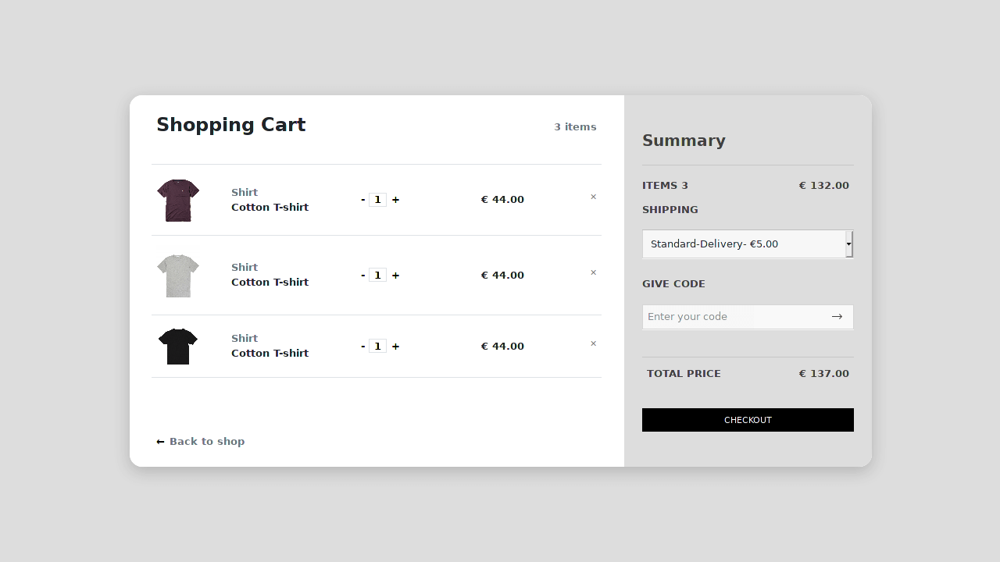 Shopping Cart
3 items
Shirt
Cotton T-shirt
- 1 +
€ 44.00
×
Shirt
Cotton T-shirt
- 1 +
€ 44.00
×
Shirt
Cotton T-shirt
- 1 +
€ 44.00
×
← Back to shop
Summary
ITEMS 3
€ 132.00
SHIPPING
Standard-Delivery- €5.00
GIVE CODE
Enter your code
→
TOTAL PRICE
€ 137.00
CHECKOUT